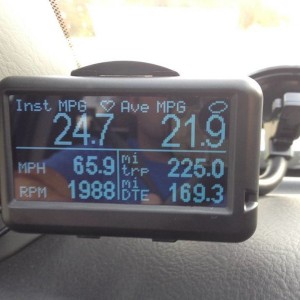 Inst MPG Ave MPG
24.7 21.9
MPH 65.9 mi trp 225.0
RPM 1988 mi DTE 169.3